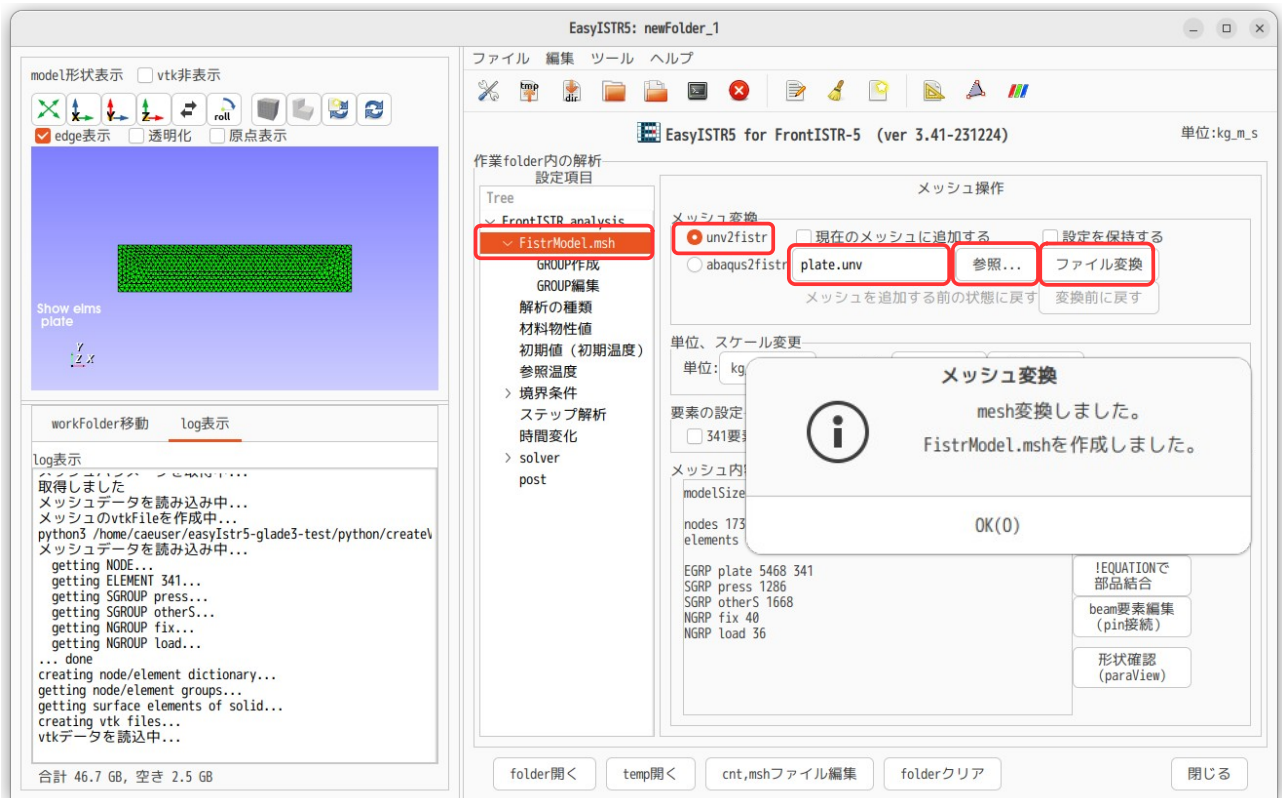 EasyISTR5: newFolder_1
model形状表示 vtk非表示
roll
edge表示 透明化 原点表示
Show elms
plate
Y
Z X
workFolder移動 log表示
log表示
取得しました
メッシュデータを読み込み中...
メッシュのvtkFileを作成中...
python3 /home/caeuser/easyIstr5-glade3-test/python/createV
メッシュデータを読み込み中...
getting NODE...
getting ELEMENT 341...
getting SGROUP press...
getting SGROUP otherS...
getting NGROUP fix...
getting NGROUP load...
... done
creating node/element dictionary...
getting node/element groups...
getting surface elements of solid...
creating vtk files...
vtkデータを読込中...
合計 46.7 GB, 空き 2.5 GB
ファイル 編集 ツール ヘルプ
tmp
dir
EasyISTR5 for FrontISTR-5 (ver 3.41-231224)
単位:kg_m_s
作業folder内の解析
設定項目
Tree
FrontISTR analysis
FistrModel.msh
GROUP作成
GROUP編集
解析の種類
材料物性値
初期値（初期温度）
参照温度
境界条件
ステップ解析
時間変化
solver
post
メッシュ操作
メッシュ変換
unv2fistr 現在のメッシュに追加する 設定を保持する
abaqus2fistr plate.unv 参照... ファイル変換
メッシュを追加する前の状態に戻す 変換前に戻す
単位、スケール変更
単位: kg
要素の設定
341要
メッシュ内
modelSize
nodes 173
elements
EGRP plate 5468 341
SGRP press 1286
SGRP otherS 1668
NGRP fix 40
NGRP load 36
メッシュ変換
mesh変換しました。
FistrModel.mshを作成しました。
OK(O)
!EQUATIONで
部品結合
beam要素編集
(pin接続)
形状確認
(paraView)
folder開く temp開く cnt,mshファイル編集 folderクリア 閉じる